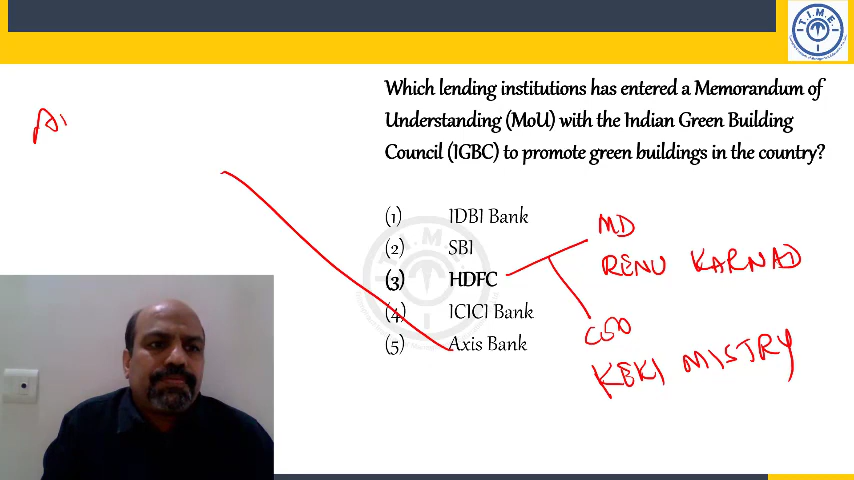 T.I.M.E.
Which lending institutions has entered a Memorandum of
Understanding (MoU) with the Indian Green Building
Council (IGBC) to promote green buildings in the country?
(1) IDBI Bank
(2) SBI
(3) HDFC
(4) ICICI Bank
(5) Axis Bank
MD
RENU KARNAD
CEO
KEKI MISTRY